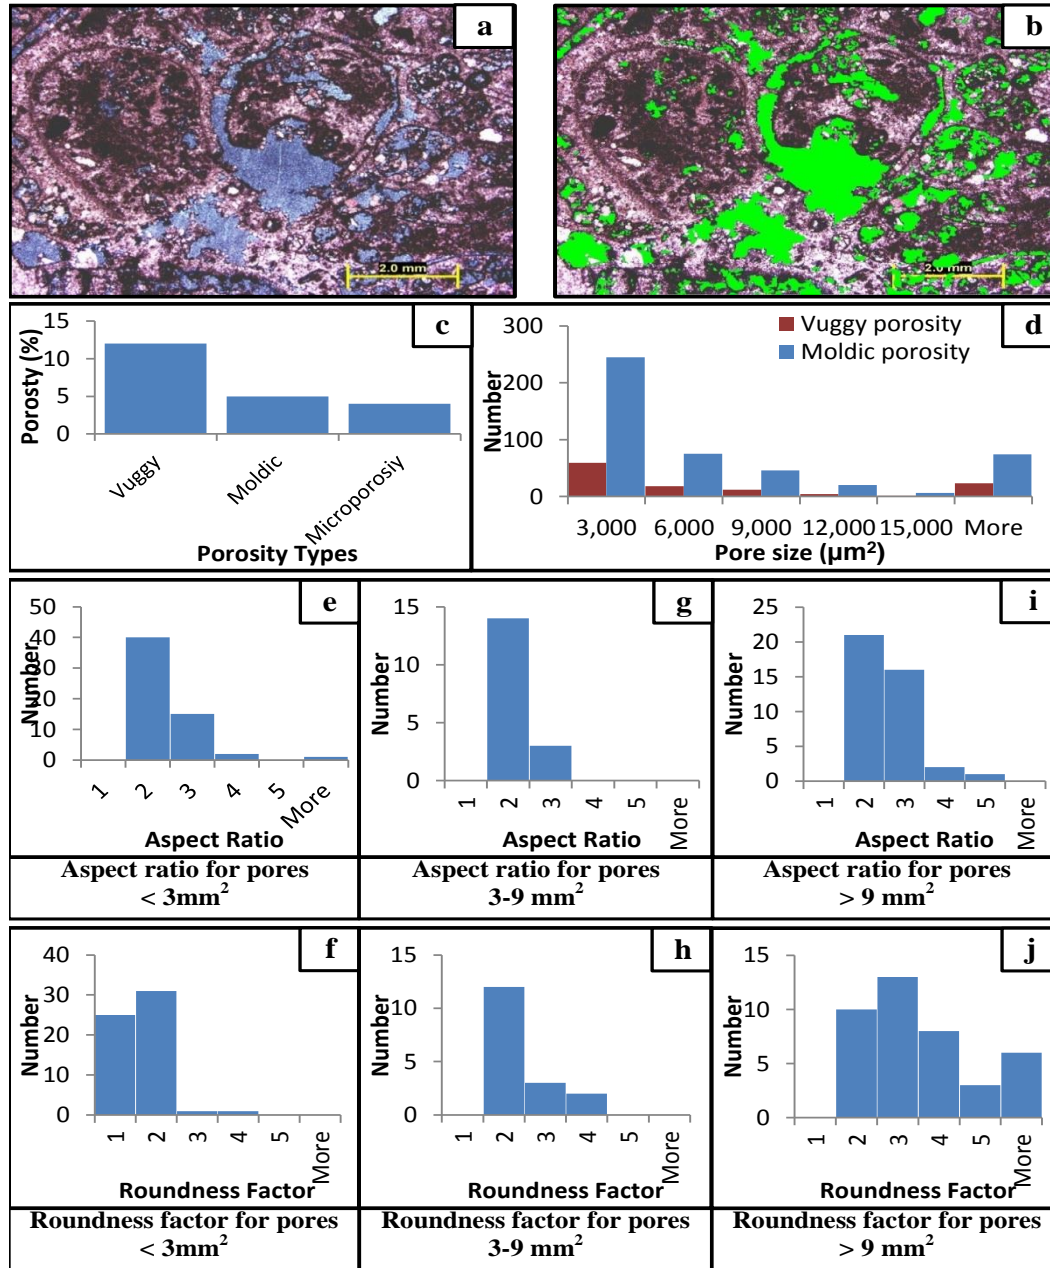 a
2.0 mm
b
2.0 mm
c
15
10
5
0
Porosty (%)
Vuggy
Moldic
Microporosiy
Porosity Types
d
Vuggy porosity
Moldic porosity
300
200
100
0
Number
3,000 6,000 9,000 12,000 15,000 More
Pore size (µm²)
e
50
40
30
20
10
0
Number
1 2 3 4 5 More
Aspect Ratio
Aspect ratio for pores
< 3mm²
g
15
10
5
0
Number
1 2 3 4 5 More
Aspect Ratio
Aspect ratio for pores
3-9 mm²
i
25
20
15
10
5
0
Number
1 2 3 4 5 More
Aspect Ratio
Aspect ratio for pores
> 9 mm²
f
40
30
20
10
0
Number
1 2 3 4 5 More
Roundness Factor
Roundness factor for pores
< 3mm²
h
15
10
5
0
Number
1 2 3 4 5 More
Roundness Factor
Roundness factor for pores
3-9 mm²
j
15
10
5
0
Number
1 2 3 4 5 More
Roundness Factor
Roundness factor for pores
> 9 mm²